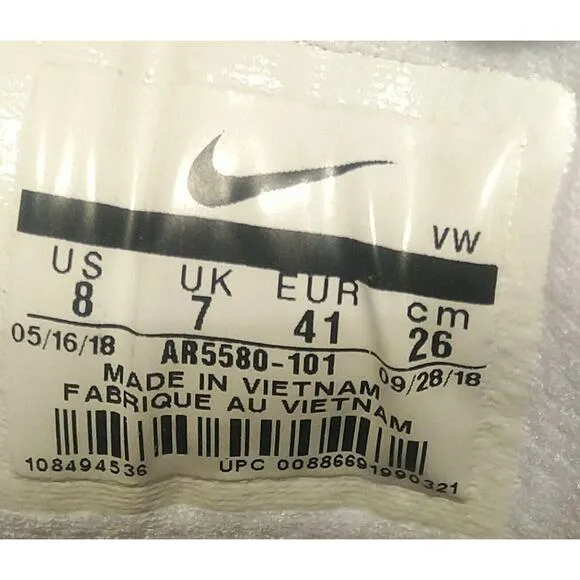 VW
US UK EUR cm
8 7 41 26
05/16/18 AR5580-101 09/28/18
MADE IN VIETNAM
FABRIQUE AU VIETNAM
108494536 UPC 00886691990321